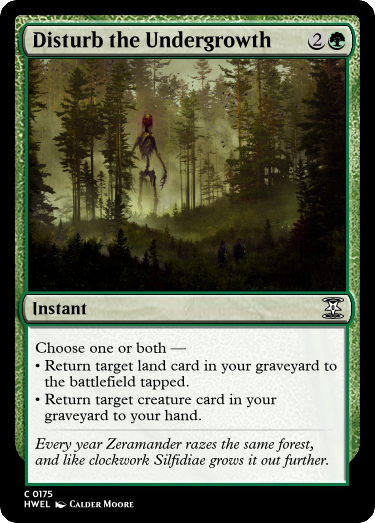 Disturb the Undergrowth 2
Instant
Choose one or both —
• Return target land card in your graveyard to
the battlefield tapped.
• Return target creature card in your
graveyard to your hand.
Every year Zeramander razes the same forest,
and like clockwork Silfidiae grows it out further.
C 0175
HWEL Calder Moore